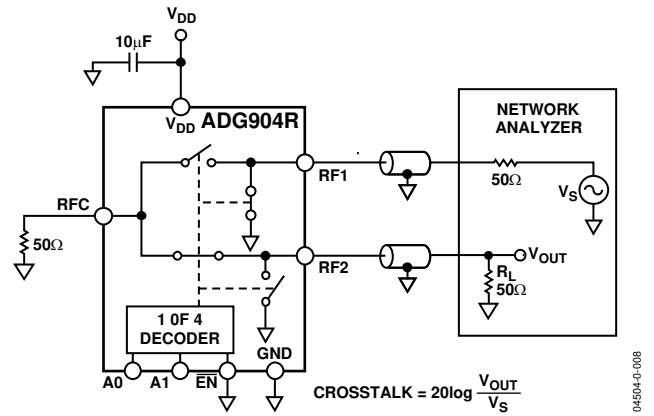 VDD
10µF
VDD
ADG904R
NETWORK
ANALYZER
RF1
50Ω
VS
RFC
50Ω
RF2
VOUT
RL
50Ω
1 OF 4
DECODER
GND
A0
A1
EN
CROSSTALK = 20log VOUT
VS
04504-0-008